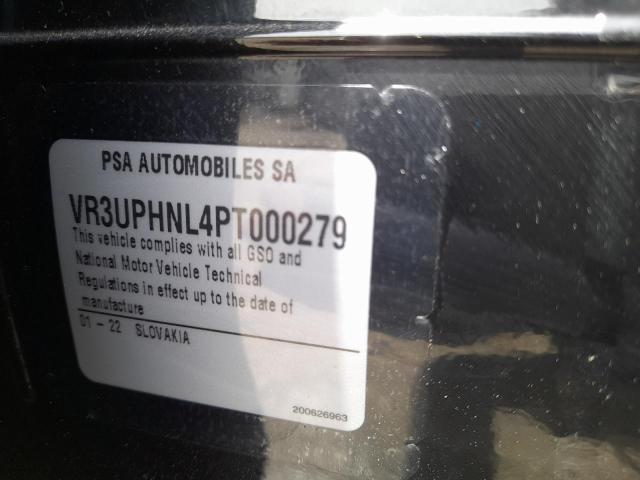 PSA AUTOMOBILES SA
VR3UPHNL4PT000279
This vehicle complies with all GSO and
National Motor Vehicle Technical
Regulations in effect up to the date of
manufacture
01 - 22 SLOVAKIA
200626963